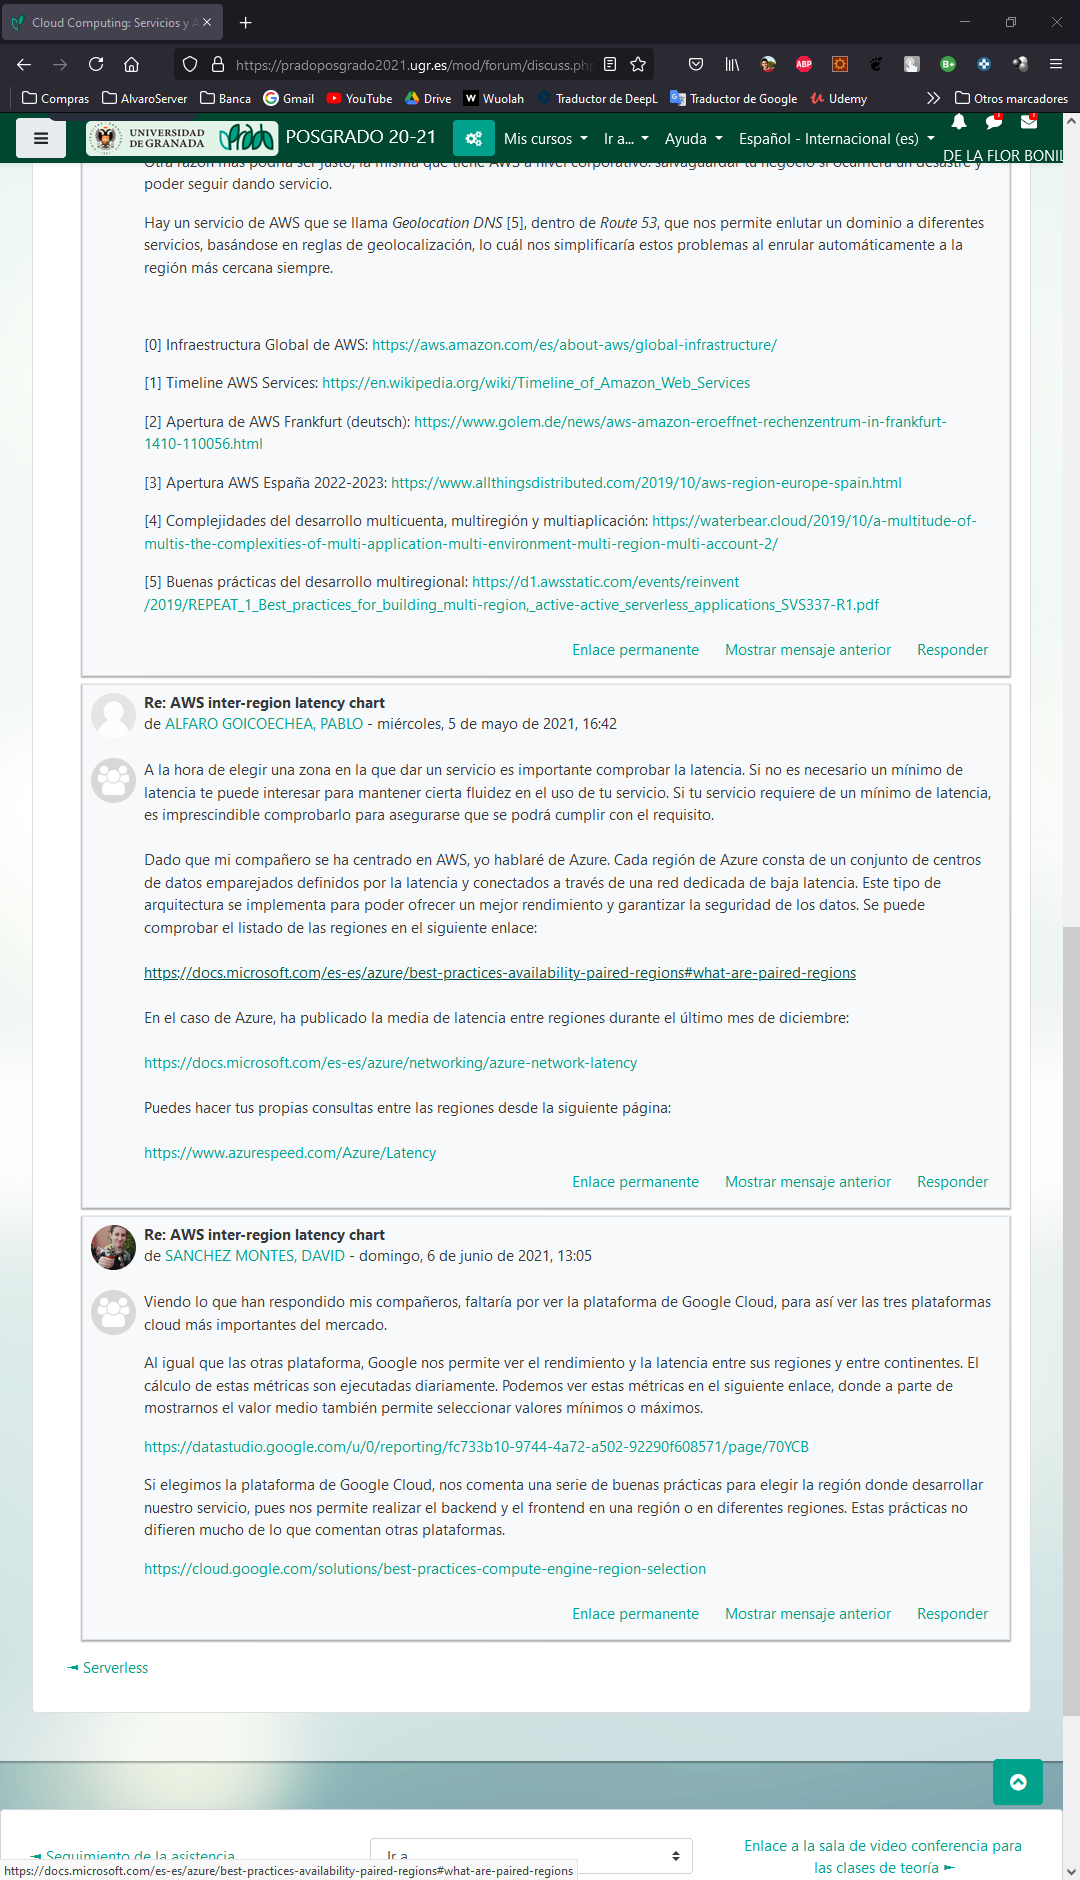 Cloud Computing: Servicios y A
https://pradoposgrado2021.ugr.es/mod/forum/discuss.php
Compras AlvaroServer Banca Gmail YouTube Drive Wuolah Traductor de DeepL Traductor de Google Udemy Otros marcadores
UNIVERSIDAD DE GRANADA POSGRADO 20-21 Mis cursos Ir a... Ayuda Español - Internacional (es)
DE LA FLOR BONIL
Otra razón más podría ser justo, la misma que tiene AWS a nivel corporativo: salvaguardar tu negocio si ocurriera un desastre y
poder seguir dando servicio.
Hay un servicio de AWS que se llama Geolocation DNS [5], dentro de Route 53, que nos permite enlutar un dominio a diferentes
servicios, basándose en reglas de geolocalización, lo cuál nos simplificaría estos problemas al enrular automáticamente a la
región más cercana siempre.
[0] Infraestructura Global de AWS: https://aws.amazon.com/es/about-aws/global-infrastructure/
[1] Timeline AWS Services: https://en.wikipedia.org/wiki/Timeline_of_Amazon_Web_Services
[2] Apertura de AWS Frankfurt (deutsch): https://www.golem.de/news/aws-amazon-eroeffnet-rechenzentrum-in-frankfurt-
1410-110056.html
[3] Apertura AWS España 2022-2023: https://www.allthingsdistributed.com/2019/10/aws-region-europe-spain.html
[4] Complejidades del desarrollo multicuenta, multiregión y multiaplicación: https://waterbear.cloud/2019/10/a-multitude-of-
multis-the-complexities-of-multi-application-multi-environment-multi-region-multi-account-2/
[5] Buenas prácticas del desarrollo multiregional: https://d1.awsstatic.com/events/reinvent
/2019/REPEAT_1_Best_practices_for_building_multi-region,_active-active_serverless_applications_SVS337-R1.pdf
Enlace permanente Mostrar mensaje anterior Responder
Re: AWS inter-region latency chart
de ALFARO GOICOECHEA, PABLO - miércoles, 5 de mayo de 2021, 16:42
A la hora de elegir una zona en la que dar un servicio es importante comprobar la latencia. Si no es necesario un mínimo de
latencia te puede interesar para mantener cierta fluidez en el uso de tu servicio. Si tu servicio requiere de un mínimo de latencia,
es imprescindible comprobarlo para asegurarse que se podrá cumplir con el requisito.
Dado que mi compañero se ha centrado en AWS, yo hablaré de Azure. Cada región de Azure consta de un conjunto de centros
de datos emparejados definidos por la latencia y conectados a través de una red dedicada de baja latencia. Este tipo de
arquitectura se implementa para poder ofrecer un mejor rendimiento y garantizar la seguridad de los datos. Se puede
comprobar el listado de las regiones en el siguiente enlace:
https://docs.microsoft.com/es-es/azure/best-practices-availability-paired-regions#what-are-paired-regions
En el caso de Azure, ha publicado la media de latencia entre regiones durante el último mes de diciembre:
https://docs.microsoft.com/es-es/azure/networking/azure-network-latency
Puedes hacer tus propias consultas entre las regiones desde la siguiente página:
https://www.azurespeed.com/Azure/Latency
Enlace permanente Mostrar mensaje anterior Responder
Re: AWS inter-region latency chart
de SANCHEZ MONTES, DAVID - domingo, 6 de junio de 2021, 13:05
Viendo lo que han respondido mis compañeros, faltaría por ver la plataforma de Google Cloud, para así ver las tres plataformas
cloud más importantes del mercado.
Al igual que las otras plataforma, Google nos permite ver el rendimiento y la latencia entre sus regiones y entre continentes. El
cálculo de estas métricas son ejecutadas diariamente. Podemos ver estas métricas en el siguiente enlace, donde a parte de
mostrarnos el valor medio también permite seleccionar valores mínimos o máximos.
https://datastudio.google.com/u/0/reporting/fc733b10-9744-4a72-a502-92290f608571/page/70YCB
Si elegimos la plataforma de Google Cloud, nos comenta una serie de buenas prácticas para elegir la región donde desarrollar
nuestro servicio, pues nos permite realizar el backend y el frontend en una región o en diferentes regiones. Estas prácticas no
difieren mucho de lo que comentan otras plataformas.
https://cloud.google.com/solutions/best-practices-compute-engine-region-selection
Enlace permanente Mostrar mensaje anterior Responder
◄ Serverless
◄ Seguimiento de la asistencia
Ir a
Enlace a la sala de video conferencia para
las clases de teoría ►
https://docs.microsoft.com/es-es/azure/best-practices-availability-paired-regions#what-are-paired-regions